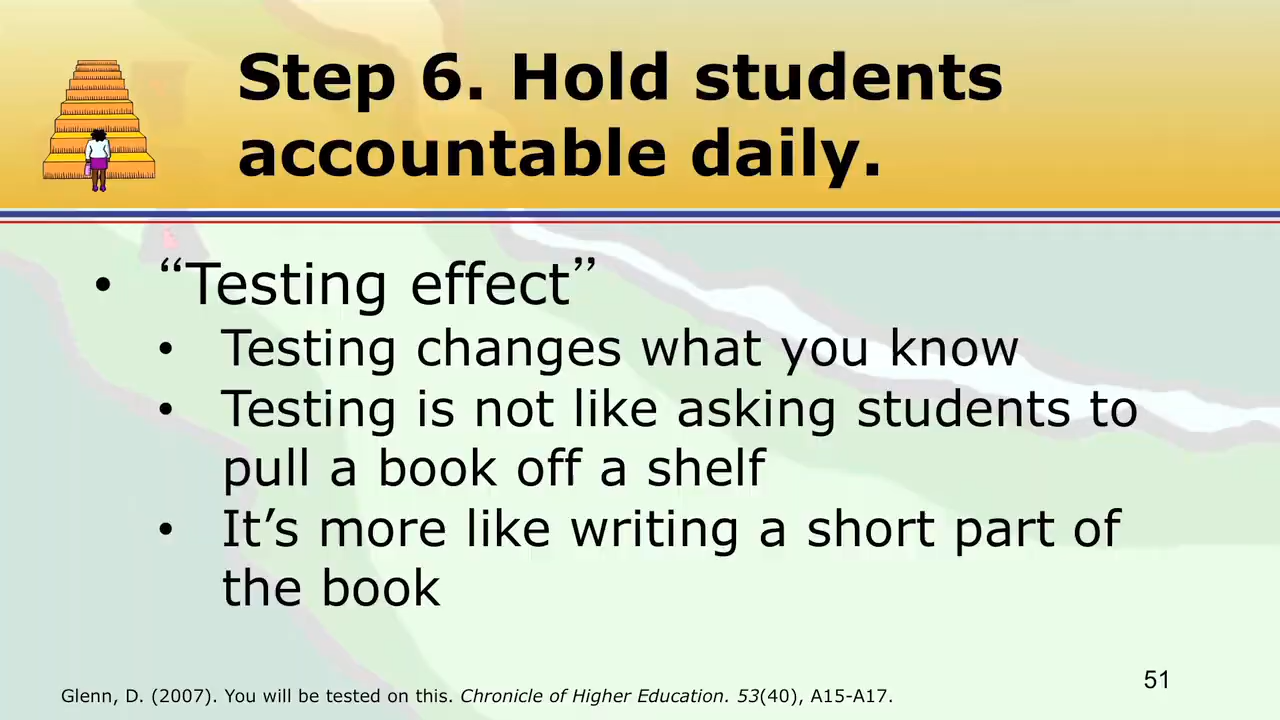 Step 6. Hold students
accountable daily.
• “Testing effect”
• Testing changes what you know
• Testing is not like asking students to
pull a book off a shelf
• It’s more like writing a short part of
the book
51
Glenn, D. (2007). You will be tested on this. Chronicle of Higher Education. 53(40), A15-A17.